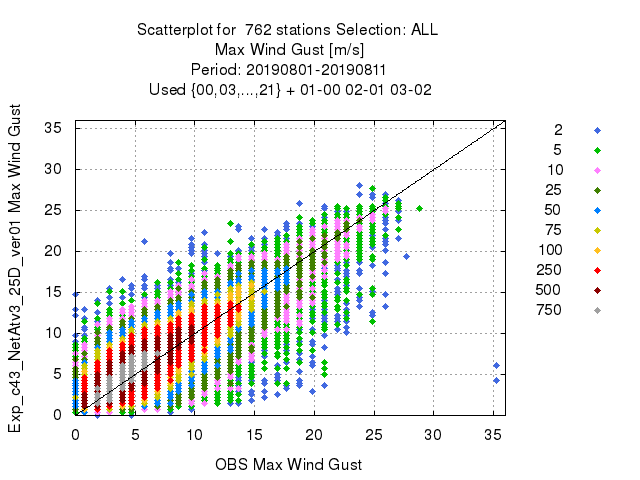 Scatterplot for  762 stations Selection: ALL
Max Wind Gust [m/s]
Period: 20190801-20190811
Used {00,03,...,21} + 01-00 02-01 03-02
Exp_c43_NetAtv3_25D_ver01 Max Wind Gust
35
30
25
20
15
10
5
0
0 5 10 15 20 25 30 35
OBS Max Wind Gust
2
5
10
25
50
75
100
250
500
750